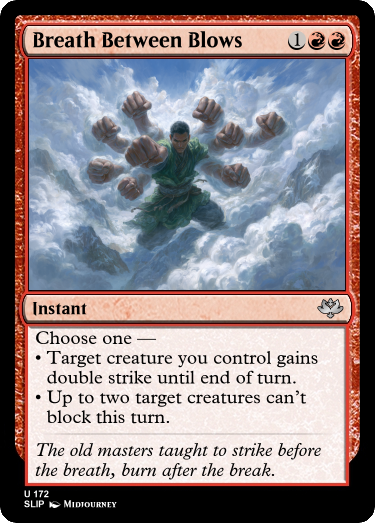 Breath Between Blows 1
Instant
Choose one —
• Target creature you control gains
double strike until end of turn.
• Up to two target creatures can't
block this turn.
The old masters taught to strike before
the breath, burn after the break.
U 172
SLIP Midjourney